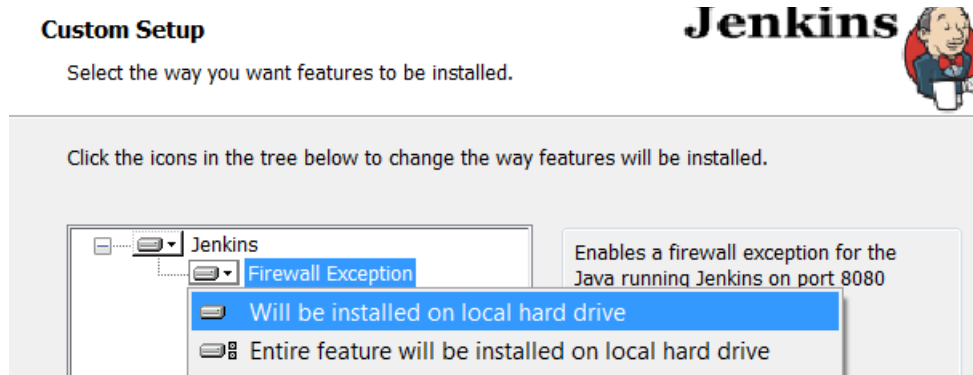 Custom Setup
Jenkins
Select the way you want features to be installed.
Click the icons in the tree below to change the way features will be installed.
Jenkins
Firewall Exception
Will be installed on local hard drive
Entire feature will be installed on local hard drive
Enables a firewall exception for the
Java running Jenkins on port 8080